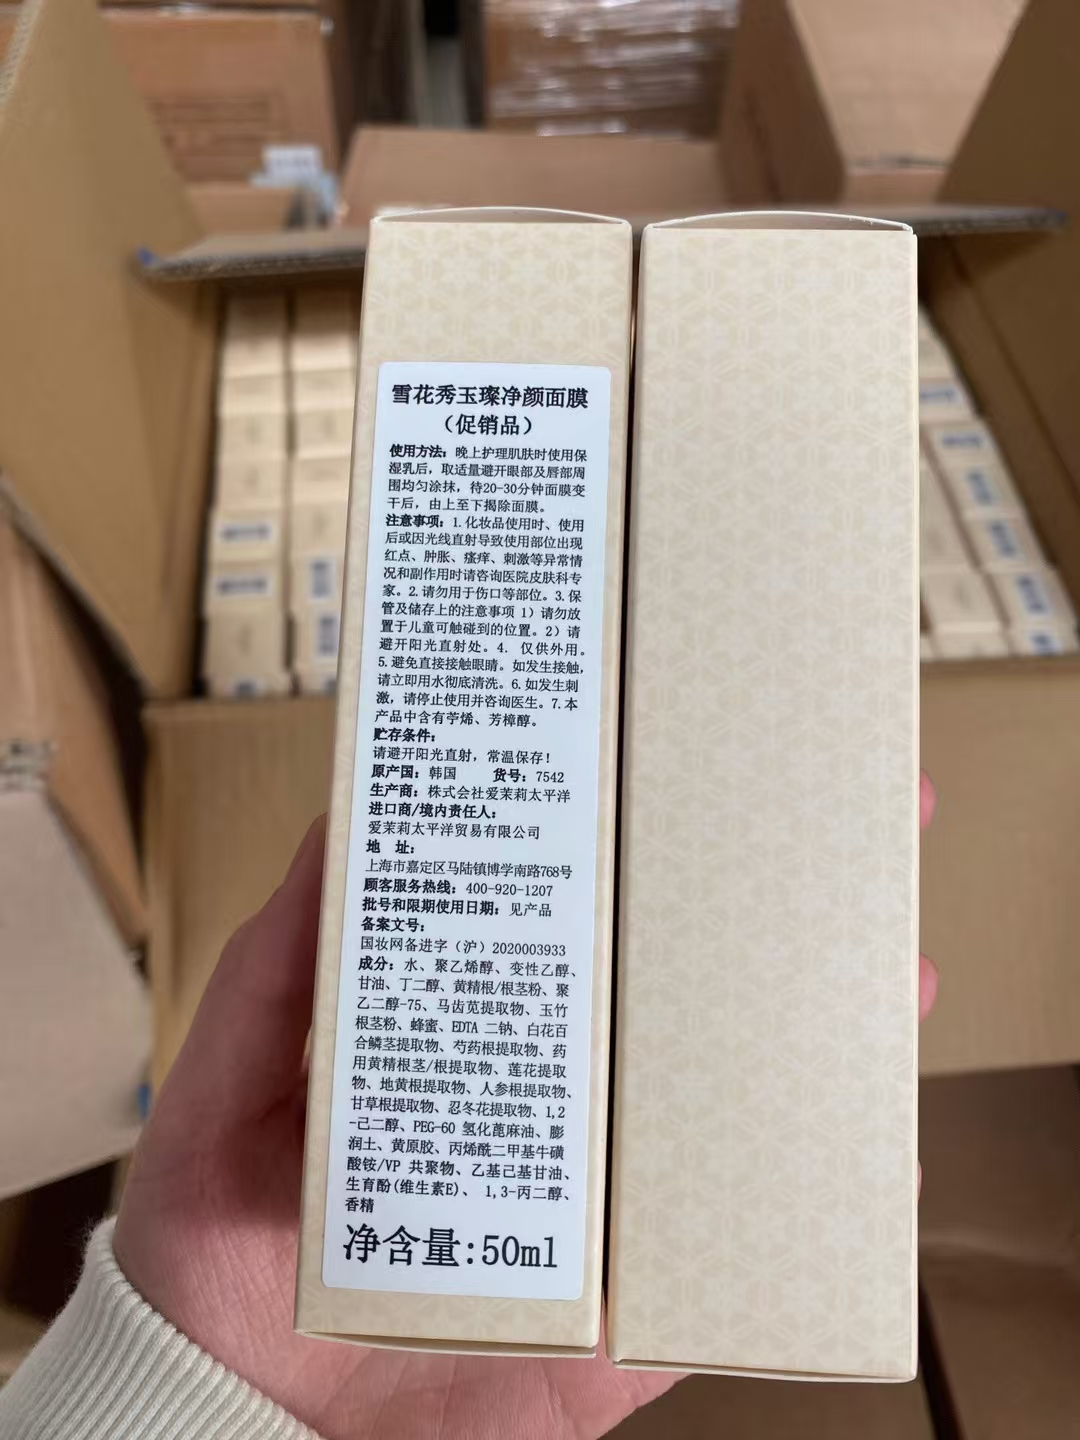 雪花秀玉璨净颜面膜
（促销品）
使用方法：晚上护理肌肤时使用保
湿乳后，取适量避开眼部及唇部周
围均匀涂抹，待20-30分钟面膜变
干后，由上至下揭除面膜。
注意事项：1.化妆品使用时、使用
后或因光线直射导致使用部位出现
红点、肿胀、瘙痒、刺激等异常情
况和副作用时请咨询医院皮肤科专
家。2.请勿用于伤口等部位。3.保
管及储存上的注意事项 1）请勿放
置于儿童可触碰到的位置。2）请
避开阳光直射处。4. 仅供外用。
5.避免直接接触眼睛。如发生接触，
请立即用水彻底清洗。6.如发生刺
激，请停止使用并咨询医生。7.本
产品中含有苧烯、芳樟醇。
贮存条件：
请避开阳光直射，常温保存！
原产国：韩国 货号：7542
生产商：株式会社爱茉莉太平洋
进口商/境内责任人：
爱茉莉太平洋贸易有限公司
地 址：
上海市嘉定区马陆镇博学南路768号
顾客服务热线：400-920-1207
批号和限期使用日期：见产品
备案文号：
国妆网备进字（沪）2020003933
成分：水、聚乙烯醇、变性乙醇、
甘油、丁二醇、黄精根/根茎粉、聚
乙二醇-75、马齿苋提取物、玉竹
根茎粉、蜂蜜、EDTA 二钠、白花百
合鳞茎提取物、芍药根提取物、药
用黄精根茎/根提取物、莲花提取
物、地黄根提取物、人参根提取物、
甘草根提取物、忍冬花提取物、1,2
-己二醇、PEG-60 氢化蓖麻油、膨
润土、黄原胶、丙烯酰二甲基牛磺
酸铵/VP 共聚物、乙基己基甘油、
生育酚(维生素E)、 1,3-丙二醇、
香精
净含量:50ml